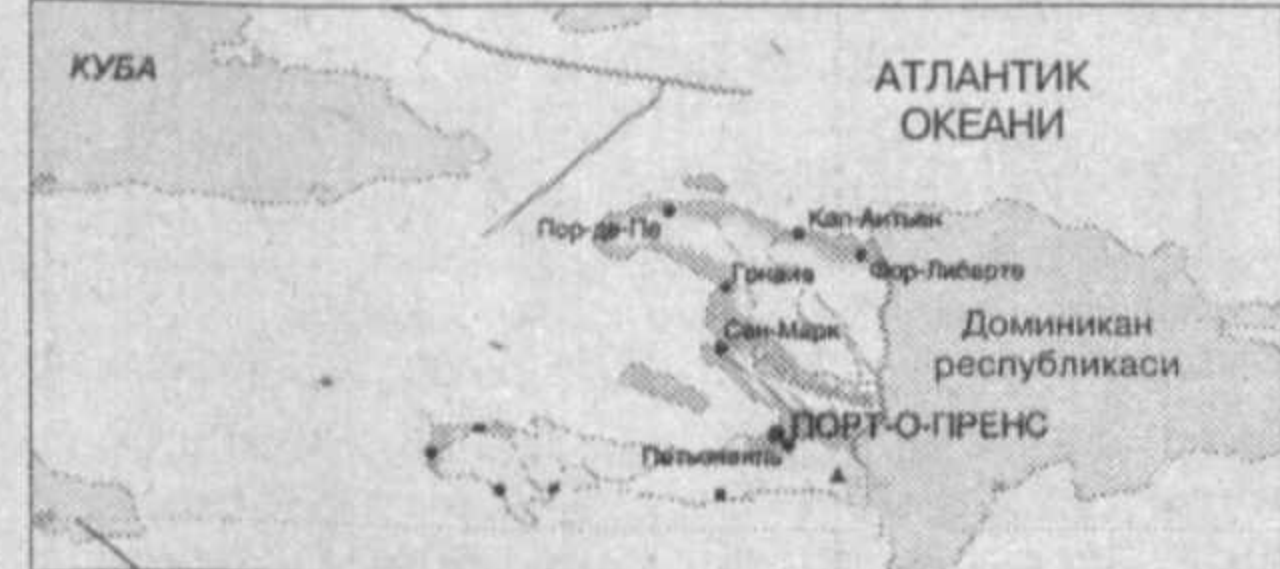 КУБА
АТЛАНТИК
ОКЕАНИ
Пор-де-Пе
Кап-Аитьен
Гонаив
Фор-Либерте
Сен-Марк
Доминикан
республикаси
ПОРТ-О-ПРЕНС
Петьонвиль